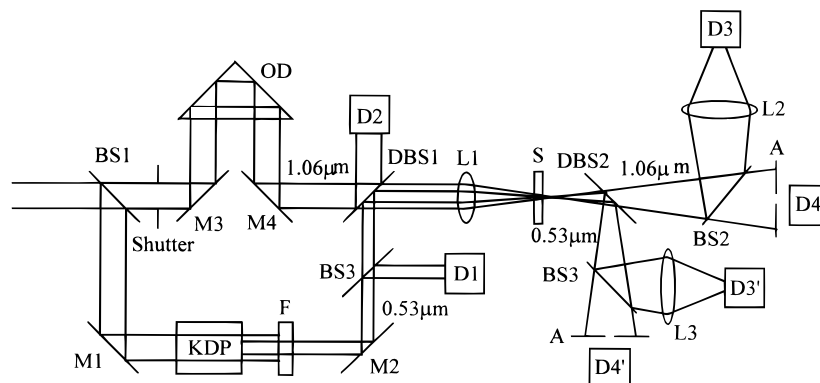 D3
OD
D2
L2
BS1
1.06μm
DBS1
L1
S
DBS2
1.06μ m
A
M3
M4
D4
Shutter
0.53μm
BS2
BS3
D1
BS3
D3'
F
0.53μm
A
L3
M1
KDP
M2
D4'